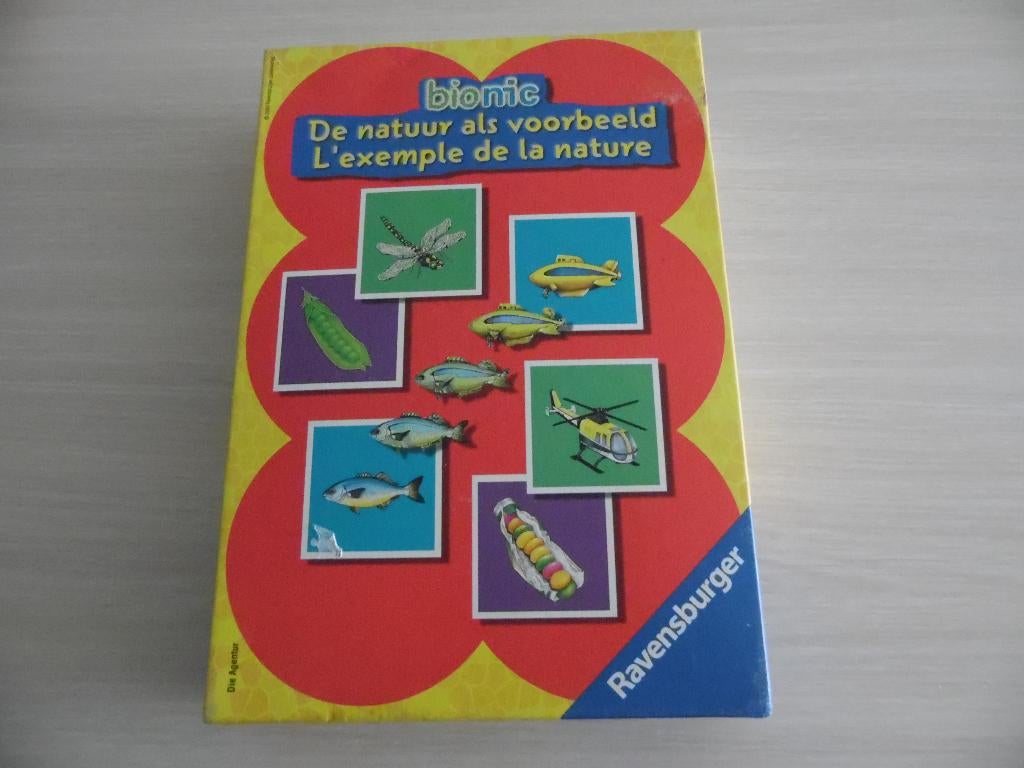 bionic
De natuur als voorbeeld
L'exemple de la nature
Ravensburger
Die Agentur